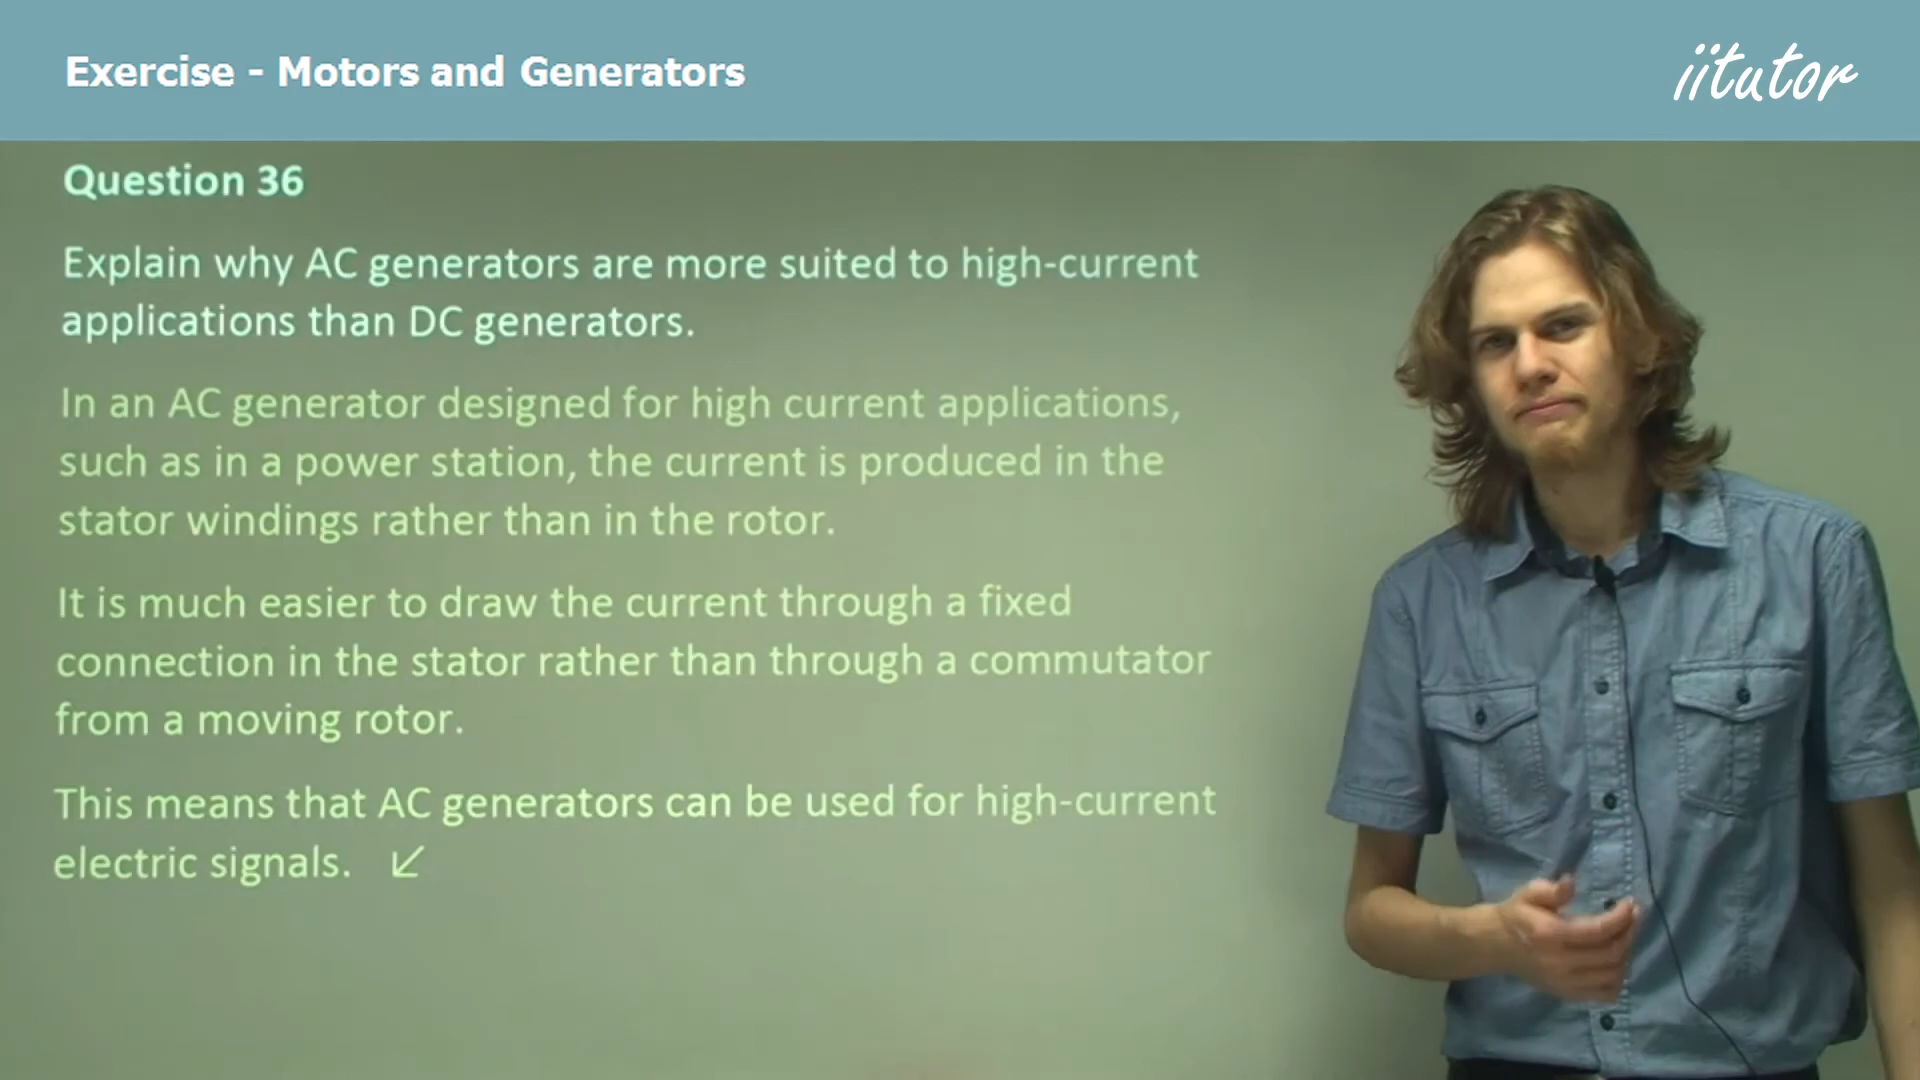 Exercise - Motors and Generators
iitutor
Question 36
Explain why AC generators are more suited to high-current
applications than DC generators.
In an AC generator designed for high current applications,
such as in a power station, the current is produced in the
stator windings rather than in the rotor.
It is much easier to draw the current through a fixed
connection in the stator rather than through a commutator
from a moving rotor.
This means that AC generators can be used for high-current
electric signals. ↙